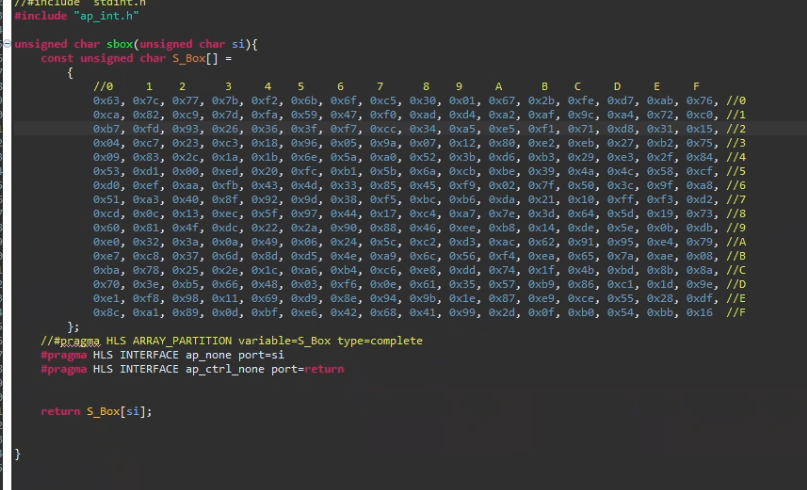 //#include "stdint.h"
#include "ap_int.h"
unsigned char sbox(unsigned char si){
const unsigned char S_Box[] =
{
//0 1 2 3 4 5 6 7 8 9 A B C D E F
0x63, 0x7c, 0x77, 0x7b, 0xf2, 0x6b, 0x6f, 0xc5, 0x30, 0x01, 0x67, 0x2b, 0xfe, 0xd7, 0xab, 0x76, //0
0xca, 0x82, 0xc9, 0x7d, 0xfa, 0x59, 0x47, 0xf0, 0xad, 0xd4, 0xa2, 0xaf, 0x9c, 0xa4, 0x72, 0xc0, //1
0xb7, 0xfd, 0x93, 0x26, 0x36, 0x3f, 0xf7, 0xcc, 0x34, 0xa5, 0xe5, 0xf1, 0x71, 0xd8, 0x31, 0x15, //2
0x04, 0xc7, 0x23, 0xc3, 0x18, 0x96, 0x05, 0x9a, 0x07, 0x12, 0x80, 0xe2, 0xeb, 0x27, 0xb2, 0x75, //3
0x09, 0x83, 0x2c, 0x1a, 0x1b, 0x6e, 0x5a, 0xa0, 0x52, 0x3b, 0xd6, 0xb3, 0x29, 0xe3, 0x2f, 0x84, //4
0x53, 0xd1, 0x00, 0xed, 0x20, 0xfc, 0xb1, 0x5b, 0x6a, 0xcb, 0xbe, 0x39, 0x4a, 0x4c, 0x58, 0xcf, //5
0xd0, 0xef, 0xaa, 0xfb, 0x43, 0x4d, 0x33, 0x85, 0x45, 0xf9, 0x02, 0x7f, 0x50, 0x3c, 0x9f, 0xa8, //6
0x51, 0xa3, 0x40, 0x8f, 0x92, 0x9d, 0x38, 0xf5, 0xbc, 0xb6, 0xda, 0x21, 0x10, 0xff, 0xf3, 0xd2, //7
0xcd, 0x0c, 0x13, 0xec, 0x5f, 0x97, 0x44, 0x17, 0xc4, 0xa7, 0x7e, 0x3d, 0x64, 0x5d, 0x19, 0x73, //8
0x60, 0x81, 0x4f, 0xdc, 0x22, 0x2a, 0x90, 0x88, 0x46, 0xee, 0xb8, 0x14, 0xde, 0x5e, 0x0b, 0xdb, //9
0xe0, 0x32, 0x3a, 0x0a, 0x49, 0x06, 0x24, 0x5c, 0xc2, 0xd3, 0xac, 0x62, 0x91, 0x95, 0xe4, 0x79, //A
0xe7, 0xc8, 0x37, 0x6d, 0x8d, 0xd5, 0x4e, 0xa9, 0x6c, 0x56, 0xf4, 0xea, 0x65, 0x7a, 0xae, 0x08, //B
0xba, 0x78, 0x25, 0x2e, 0x1c, 0xa6, 0xb4, 0xc6, 0xe8, 0xdd, 0x74, 0x1f, 0x4b, 0xbd, 0x8b, 0x8a, //C
0x70, 0x3e, 0xb5, 0x66, 0x48, 0x03, 0xf6, 0x0e, 0x61, 0x35, 0x57, 0xb9, 0x86, 0xc1, 0x1d, 0x9e, //D
0xe1, 0xf8, 0x98, 0x11, 0x69, 0xd9, 0x8e, 0x94, 0x9b, 0x1e, 0x87, 0xe9, 0xce, 0x55, 0x28, 0xdf, //E
0x8c, 0xa1, 0x89, 0x0d, 0xbf, 0xe6, 0x42, 0x68, 0x41, 0x99, 0x2d, 0x0f, 0xb0, 0x54, 0xbb, 0x16 //F
};
//#pragma HLS ARRAY_PARTITION variable=S_Box type=complete
#pragma HLS INTERFACE ap_none port=si
#pragma HLS INTERFACE ap_ctrl_none port=return
return S_Box[si];
}